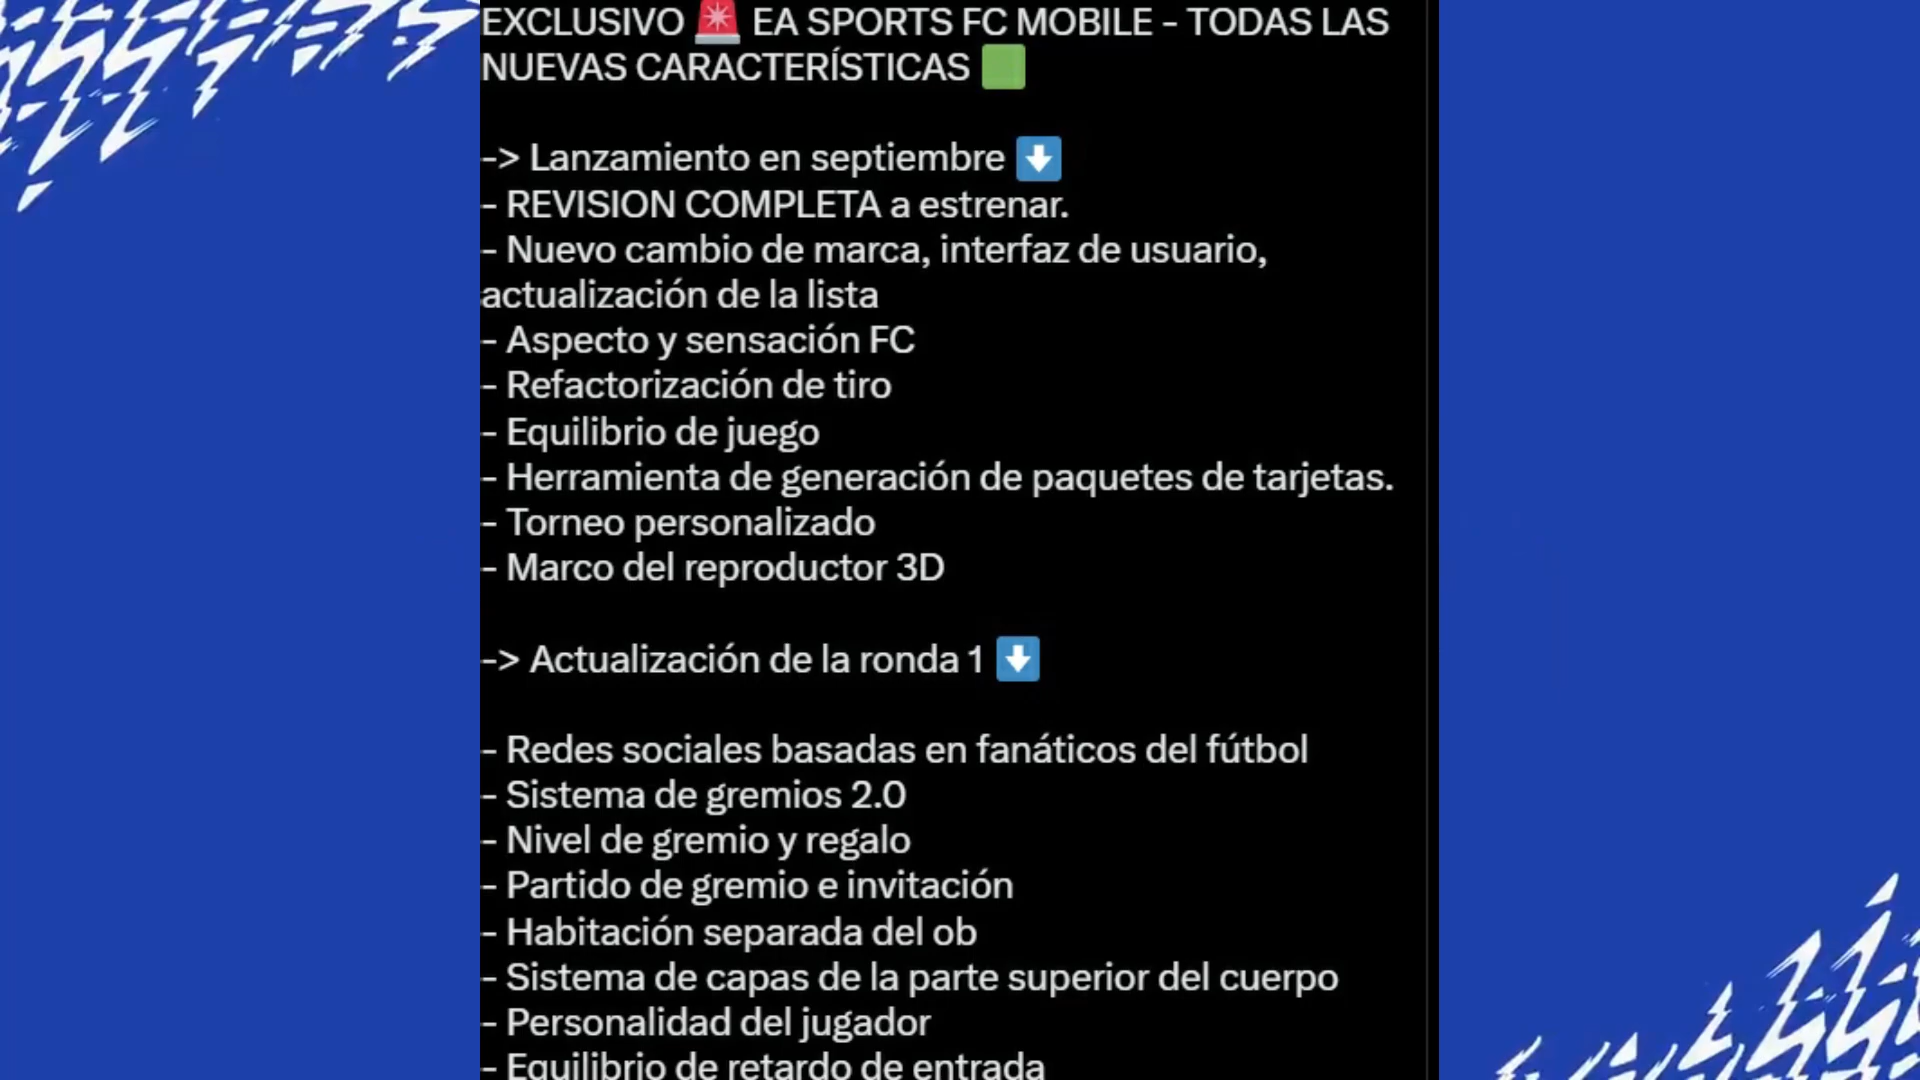 EXCLUSIVO 🚨 EA SPORTS FC MOBILE - TODAS LAS
NUEVAS CARACTERÍSTICAS 🟩
-> Lanzamiento en septiembre ⬇️
- REVISION COMPLETA a estrenar.
- Nuevo cambio de marca, interfaz de usuario,
actualización de la lista
- Aspecto y sensación FC
- Refactorización de tiro
- Equilibrio de juego
- Herramienta de generación de paquetes de tarjetas.
- Torneo personalizado
- Marco del reproductor 3D
-> Actualización de la ronda 1 ⬇️
- Redes sociales basadas en fanáticos del fútbol
- Sistema de gremios 2.0
- Nivel de gremio y regalo
- Partido de gremio e invitación
- Habitación separada del ob
- Sistema de capas de la parte superior del cuerpo
- Personalidad del jugador
- Equilibrio de retardo de entrada